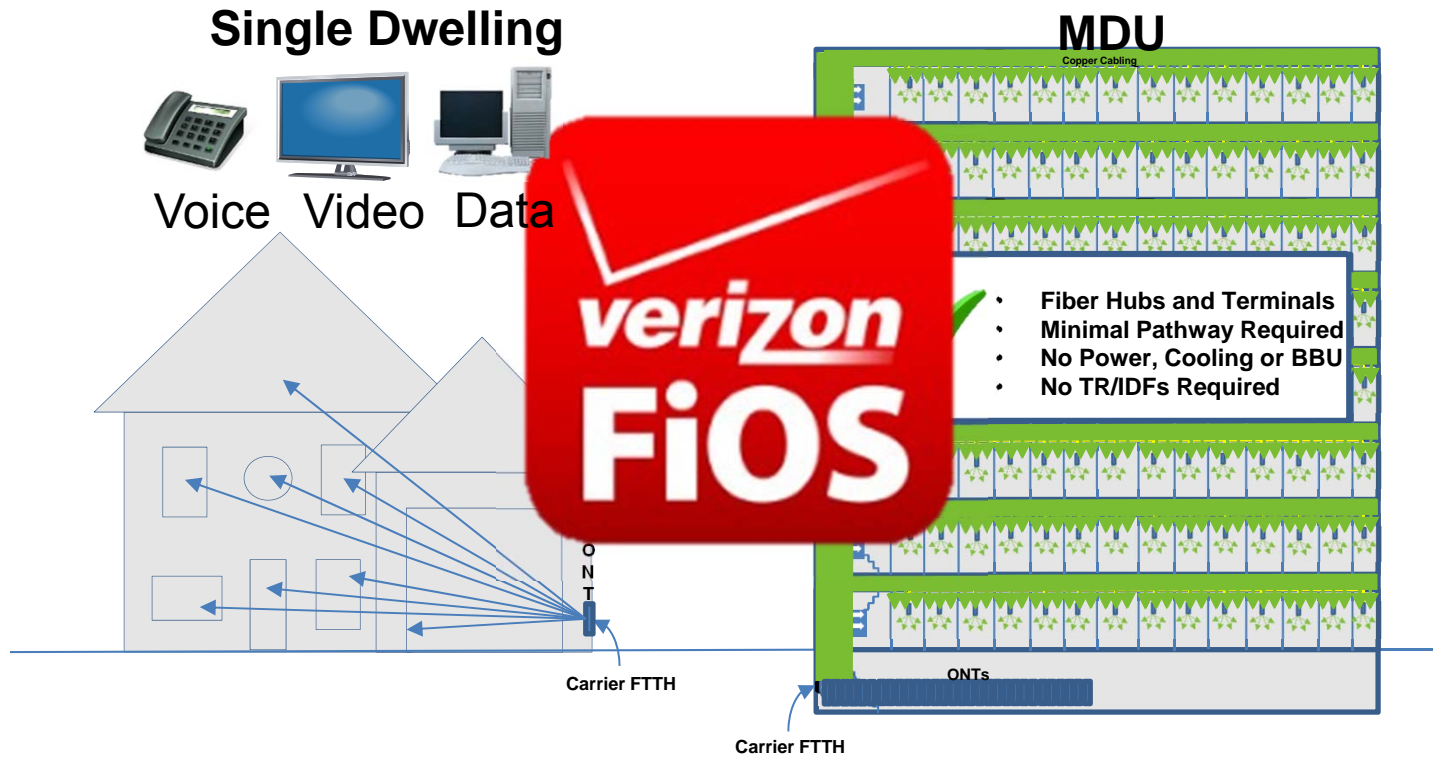 Single Dwelling
MDU
Copper Cabling
Voice
Video
Data
verizon
FiOS
• Fiber Hubs and Terminals
• Minimal Pathway Required
• No Power, Cooling or BBU
• No TR/IDFs Required
O
N
T
Carrier FTTH
ONTs
Carrier FTTH